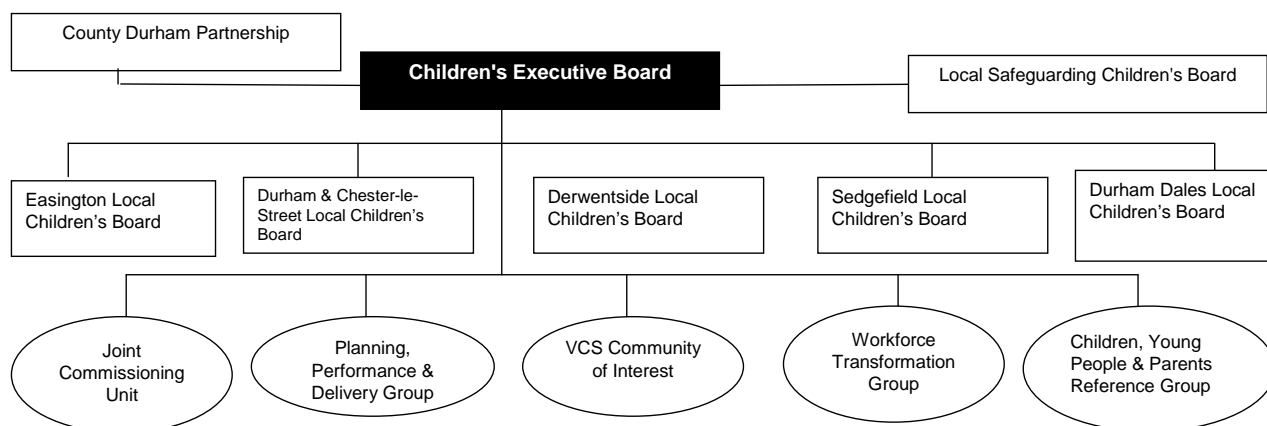 County Durham Partnership
Children's Executive Board
Local Safeguarding Children's Board
Easington Local
Children’s Board
Durham & Chester-le-
Street Local Children’s
Board
Derwentside Local
Children’s Board
Sedgefield Local
Children’s Board
Durham Dales Local
Children’s Board
Joint
Commissioning
Unit
Planning,
Performance &
Delivery Group
VCS Community
of Interest
Workforce
Transformation
Group
Children, Young
People & Parents
Reference Group